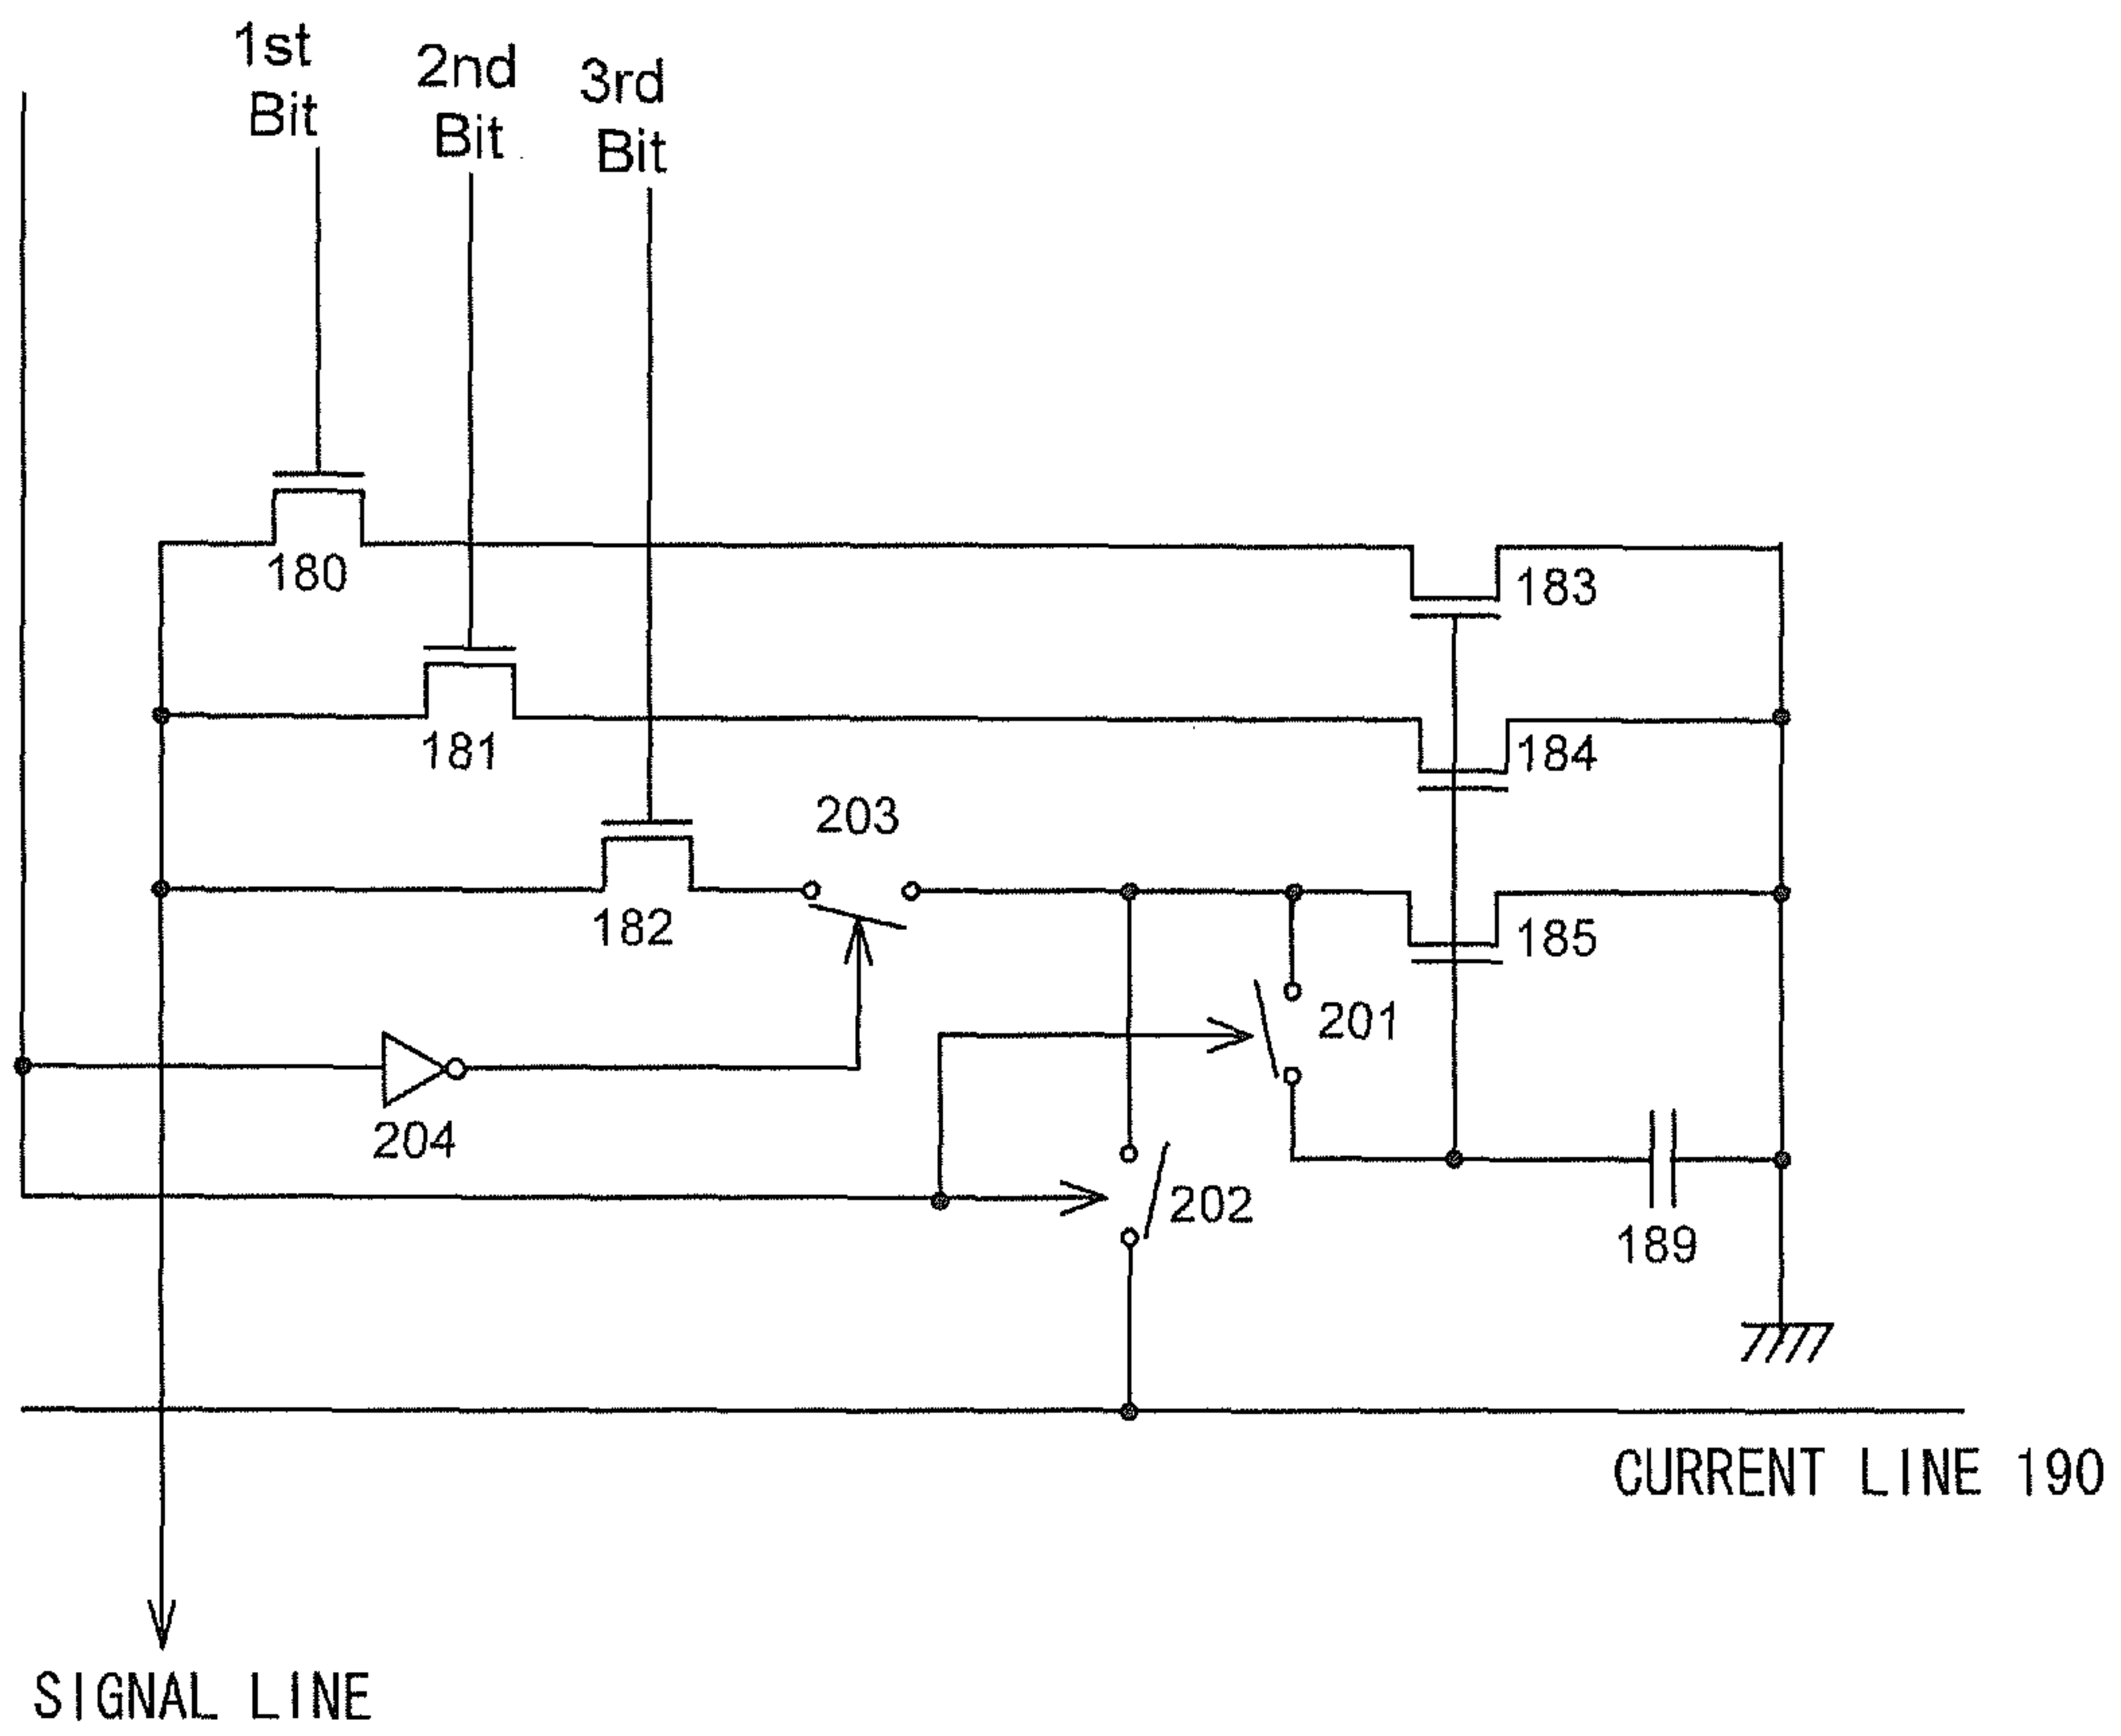 1st
Bit
2nd
Bit
3rd
Bit
180
183
181
184
203
182
185
201
204
202
189
CURRENT LINE 190
SIGNAL LINE